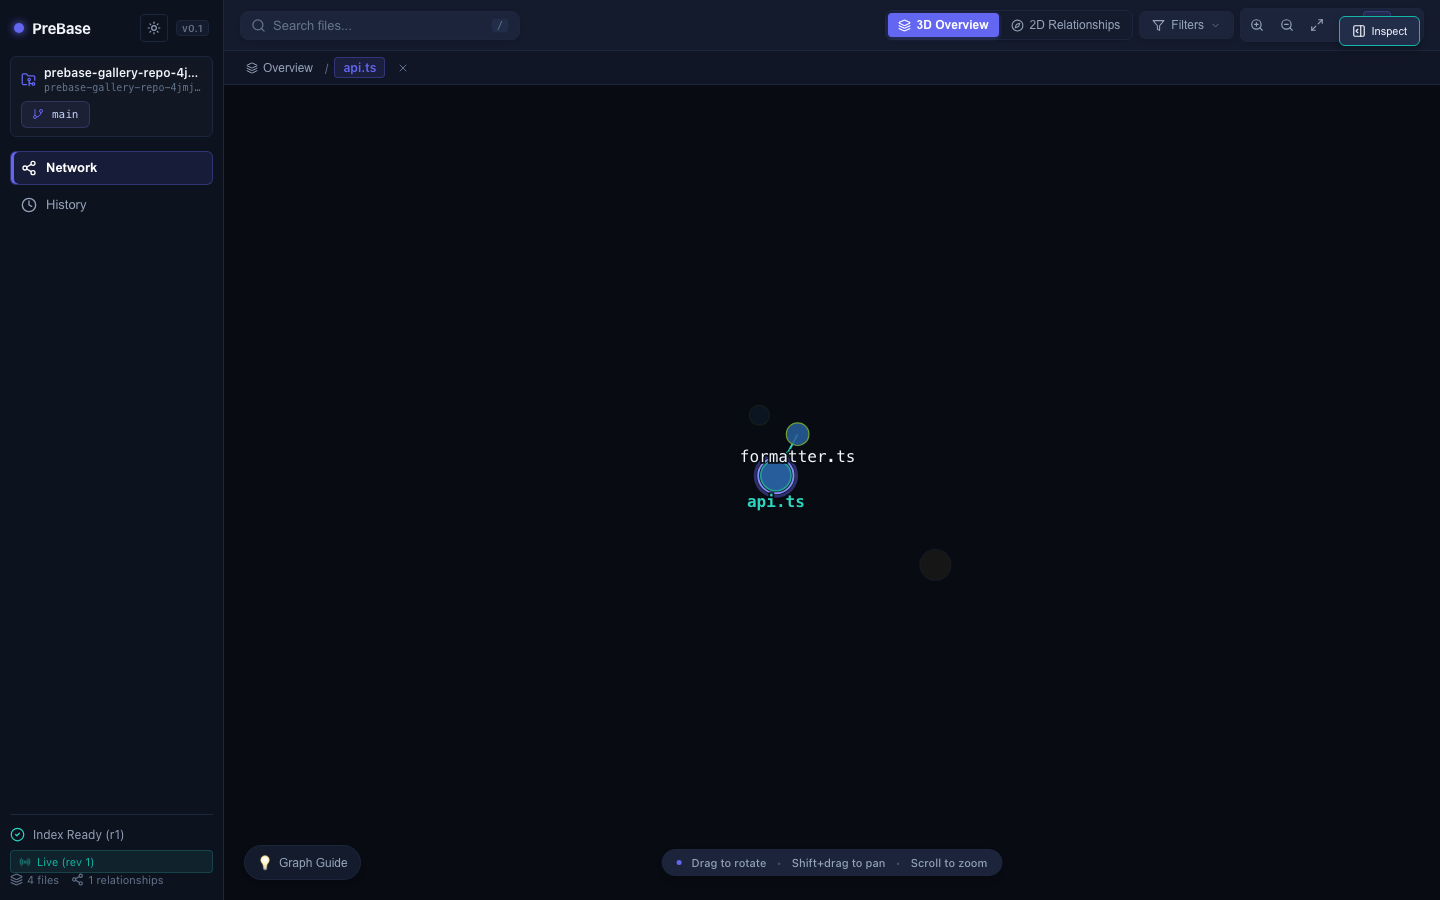 PreBase
v0.1
prebase-gallery-repo-4j...
prebase-gallery-repo-4jmj…
main
Network
History
Index Ready (r1)
Live (rev 1)
4 files
1 relationships
Search files...
/
3D Overview
2D Relationships
Filters
Inspect
Overview
/
api.ts
formatter.ts
api.ts
Graph Guide
Drag to rotate · Shift+drag to pan · Scroll to zoom